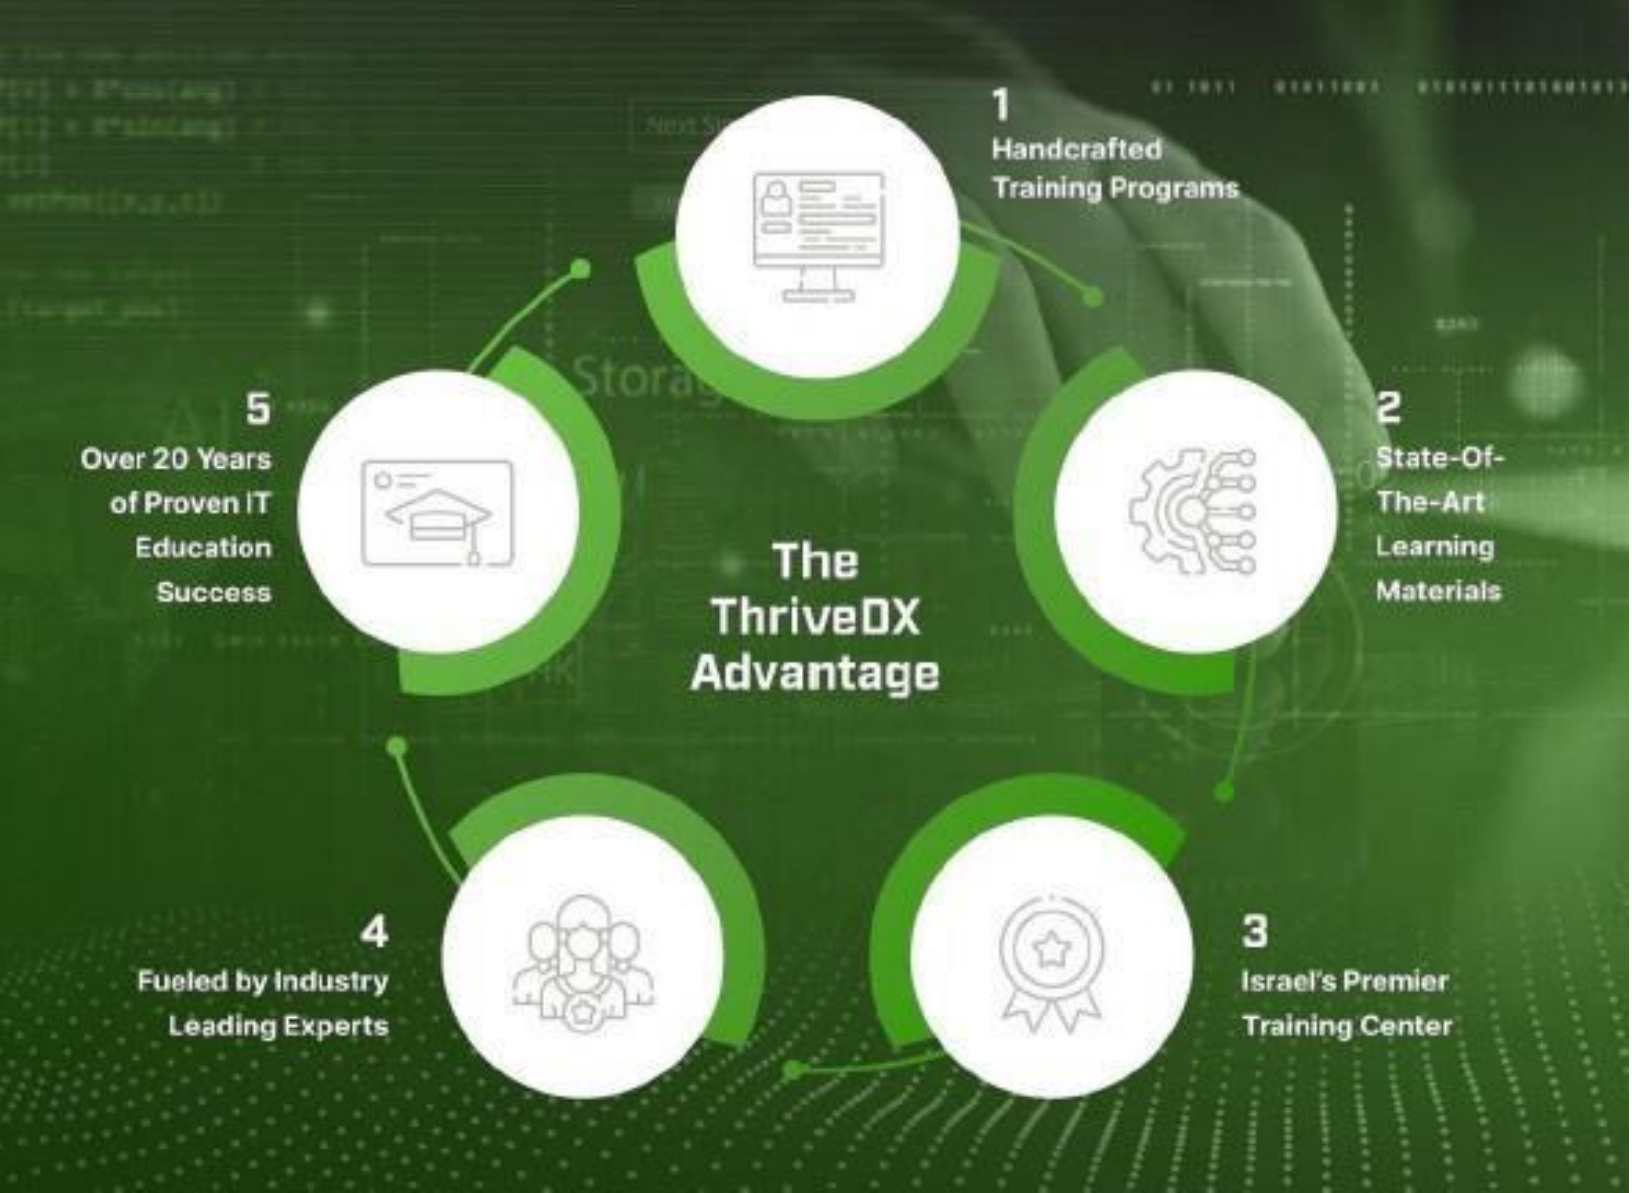 The
ThriveDX
Advantage
1
Handcrafted
Training Programs
2
State-Of-
The-Art
Learning
Materials
3
Israel's Premier
Training Center
4
Fueled by Industry
Leading Experts
5
Over 20 Years
of Proven IT
Education
Success